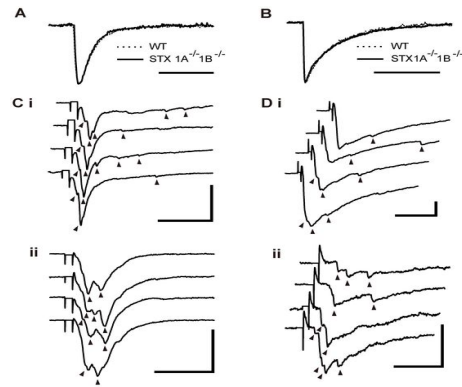 A
WT
STX 1A-/-1B-/-
B
WT
STX1A-/-1B-/-
C i
D i
ii
ii